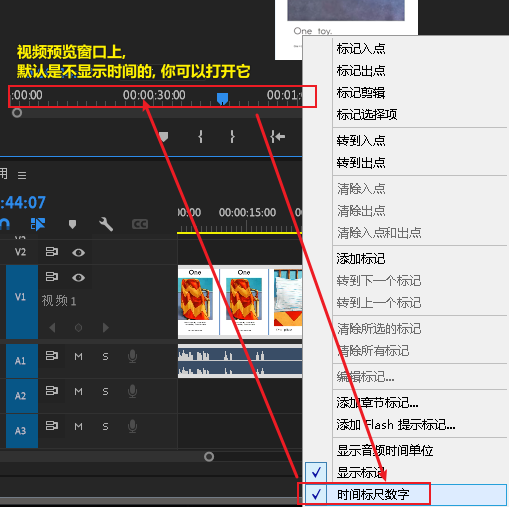 One toy.
视频预览窗口上,
默认是不显示时间的, 你可以打开它
:00:00
00:00:30:00
00:01:
用
:44:07
00:00
00:00:15:00
V2
V1
视频 1
One
One
A1
M
S
A2
M
S
A3
M
S
标记入点
标记出点
标记剪辑
标记选择项
转到入点
转到出点
清除入点
清除出点
清除入点和出点
添加标记
转到下一个标记
转到上一个标记
清除所选的标记
清除所有标记
编辑标记...
添加章节标记...
添加 Flash 提示标记...
显示音频时间单位
显示标记
时间标尺数字